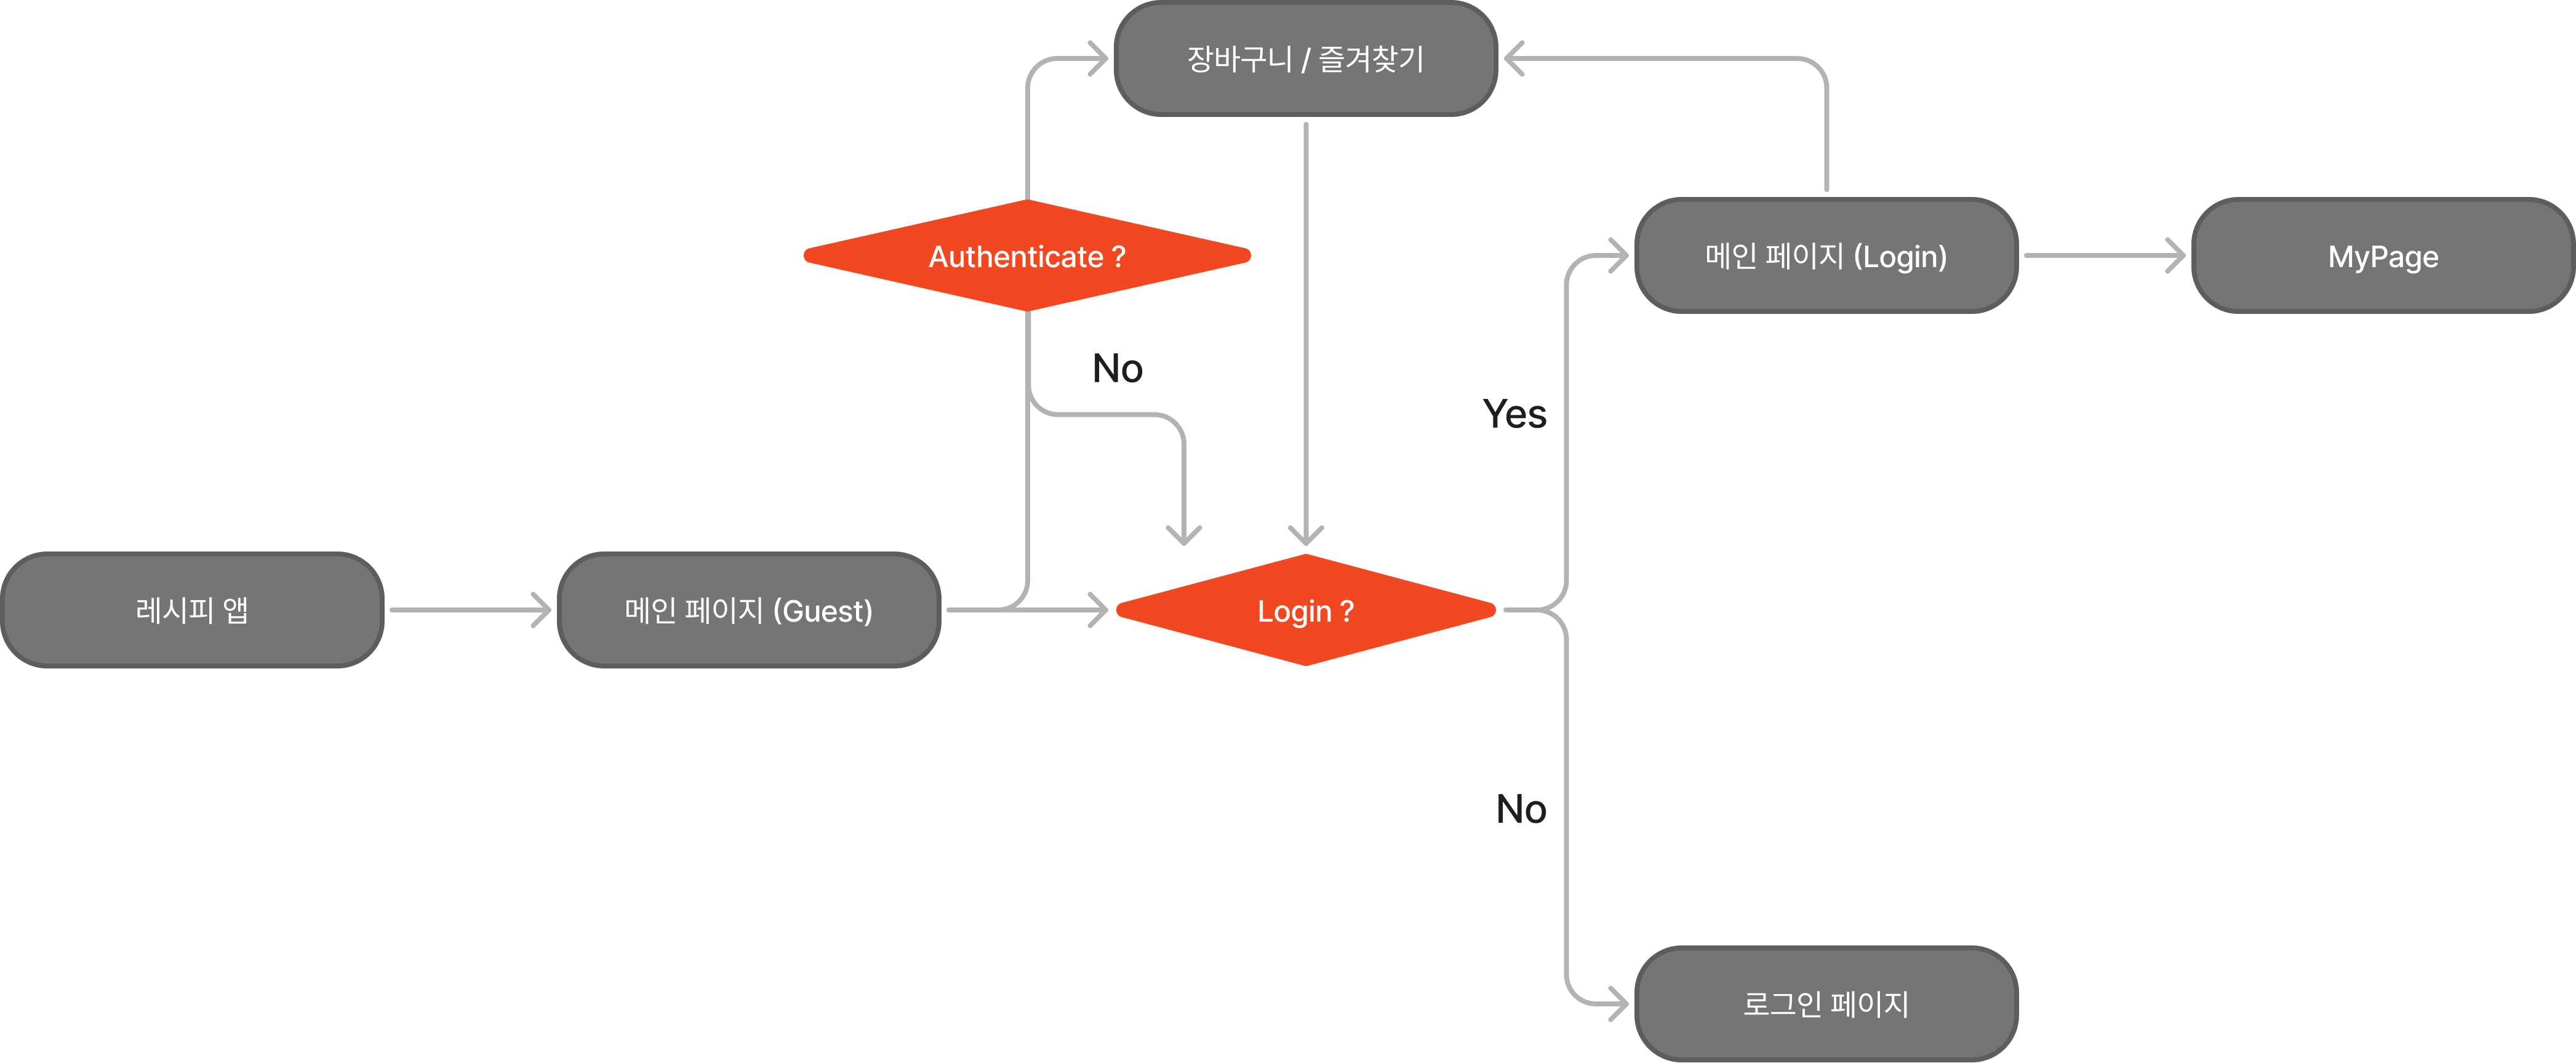 장바구니 / 즐겨찾기
Authenticate ?
메인 페이지 (Login)
MyPage
No
Yes
레시피 앱
메인 페이지 (Guest)
Login ?
No
로그인 페이지